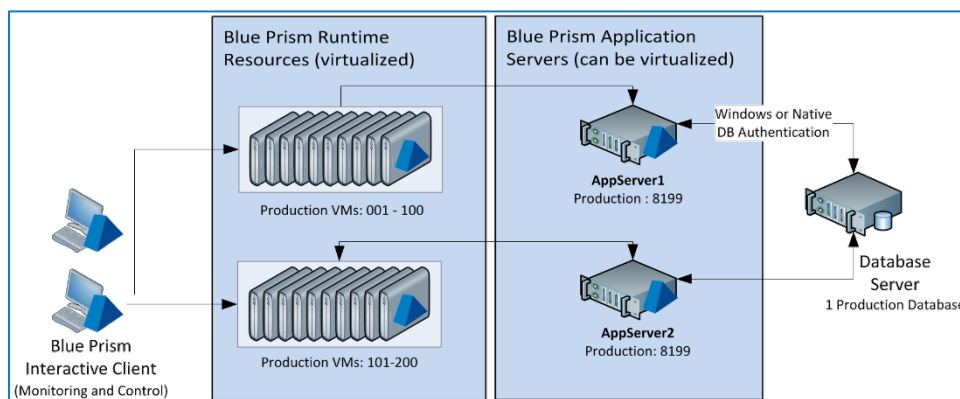 Blue Prism Runtime
Resources (virtualized)
Blue Prism Application
Servers (can be virtualized)
Windows or Native
DB Authentication
AppServer1
Production : 8199
Production VMs: 001 - 100
Database
Server
1 Production Database
AppServer2
Production: 8199
Production VMs: 101-200
Blue Prism
Interactive Client
(Monitoring and Control)